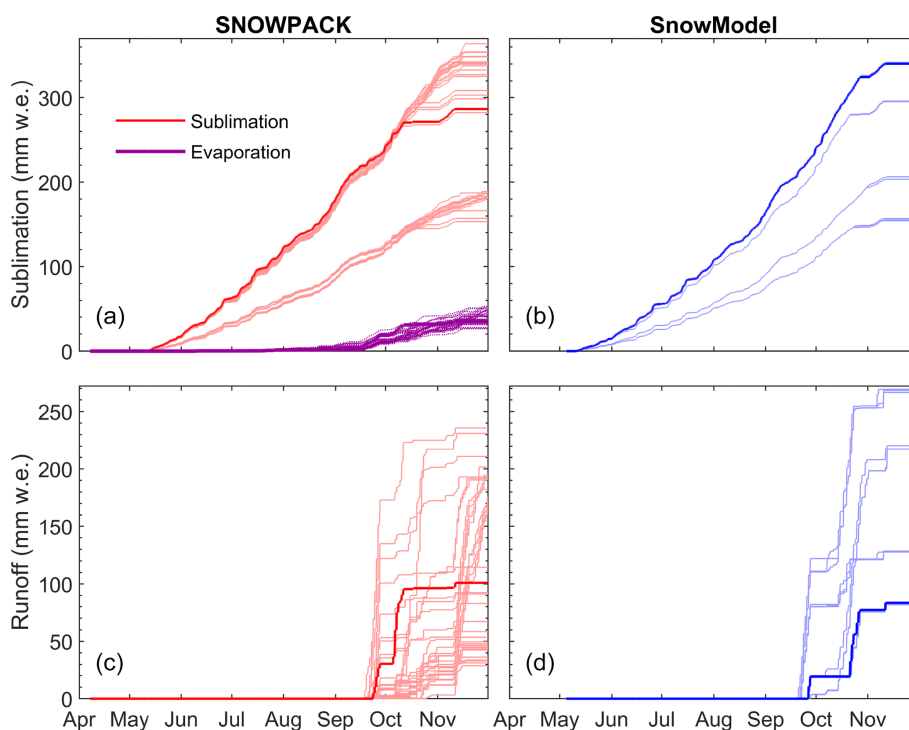 SNOWPACK
SnowModel
Sublimation (mm w.e.)
300
200
100
0
Sublimation
Evaporation
(a)
(b)
Runoff (mm w.e.)
250
200
150
100
50
0
(c)
(d)
Apr May Jun Jul Aug Sep Oct Nov
Apr May Jun Jul Aug Sep Oct Nov